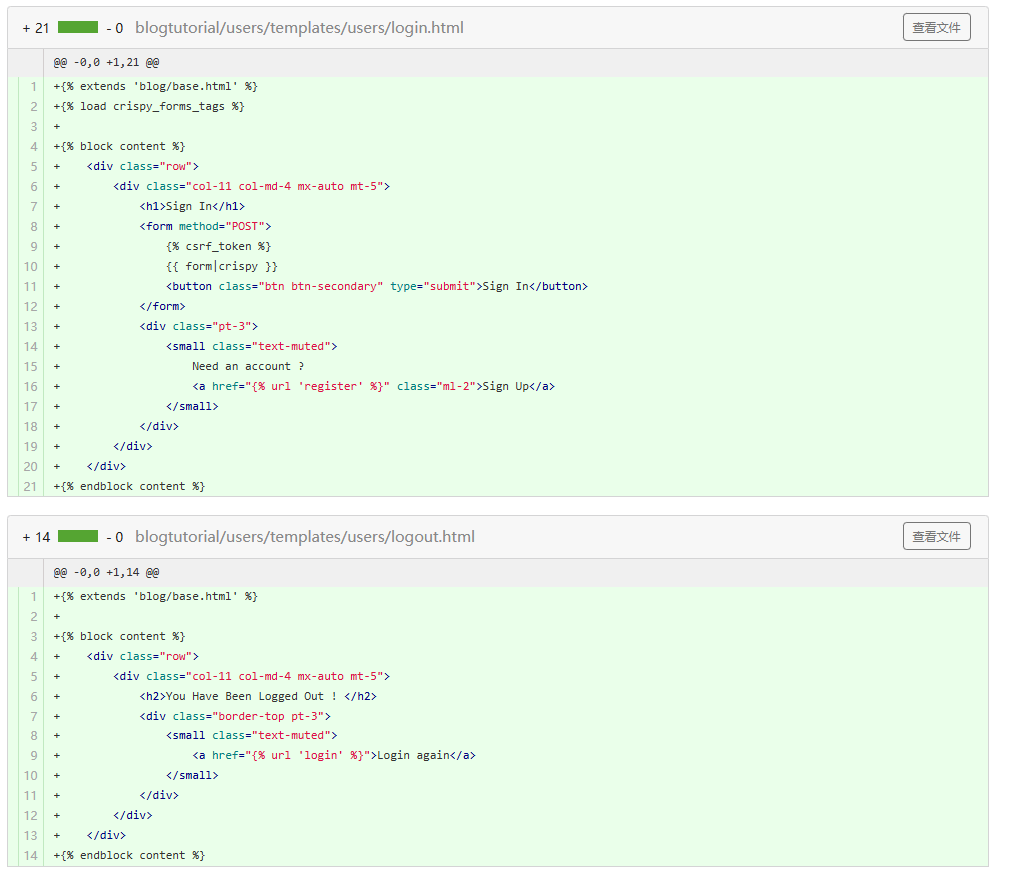 + 21 - 0 blogtutorial/users/templates/users/login.html 查看文件
@@ -0,0 +1,21 @@
1 +{% extends 'blog/base.html' %}
2 +{% load crispy_forms_tags %}
3 +
4 +{% block content %}
5 +    <div class="row">
6 +        <div class="col-11 col-md-4 mx-auto mt-5">
7 +            <h1>Sign In</h1>
8 +            <form method="POST">
9 +                {% csrf_token %}
10 +                {{ form|crispy }}
11 +                <button class="btn btn-secondary" type="submit">Sign In</button>
12 +            </form>
13 +            <div class="pt-3">
14 +                <small class="text-muted">
15 +                    Need an account ?
16 +                    <a href="{% url 'register' %}" class="ml-2">Sign Up</a>
17 +                </small>
18 +            </div>
19 +        </div>
20 +    </div>
21 +{% endblock content %}
+ 14 - 0 blogtutorial/users/templates/users/logout.html 查看文件
@@ -0,0 +1,14 @@
1 +{% extends 'blog/base.html' %}
2 +
3 +{% block content %}
4 +    <div class="row">
5 +        <div class="col-11 col-md-4 mx-auto mt-5">
6 +            <h2>You Have Been Logged Out ! </h2>
7 +            <div class="border-top pt-3">
8 +                <small class="text-muted">
9 +                    <a href="{% url 'login' %}">Login again</a>
10 +                </small>
11 +            </div>
12 +        </div>
13 +    </div>
14 +{% endblock content %}